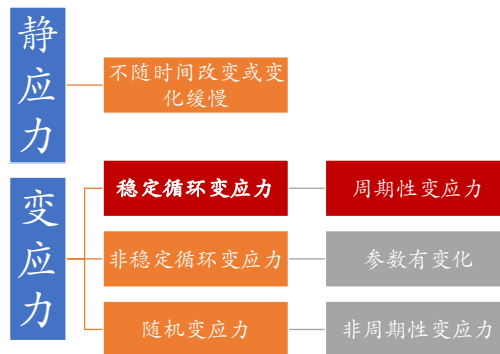 静应力
不随时间改变或变
化缓慢
变应力
稳定循环变应力
周期性变应力
非稳定循环变应力
参数有变化
随机变应力
非周期性变应力